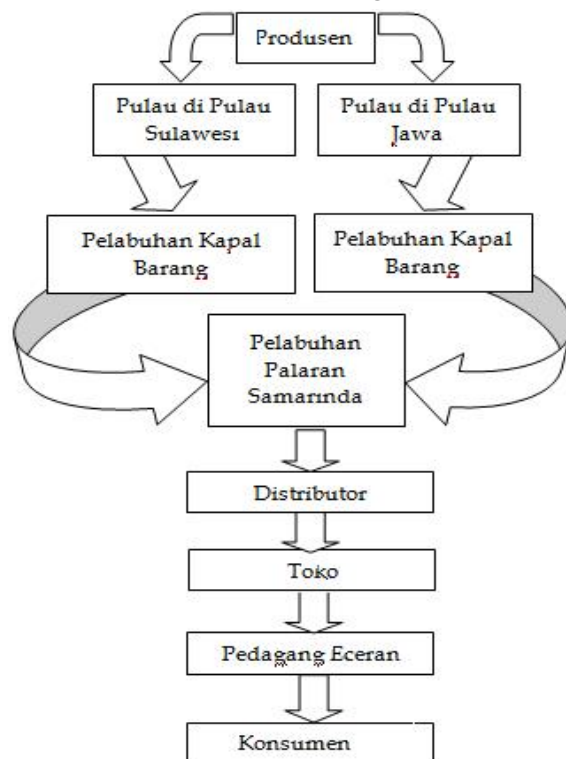 Produsen
Pulau di Pulau
Sulawesi
Pulau di Pulau
Jawa
Pelabuhan Kapal
Barang
Pelabuhan Kapal
Barang
Pelabuhan
Palaran
Samarinda
Distributor
Toko
Pedagang Eceran
Konsumen